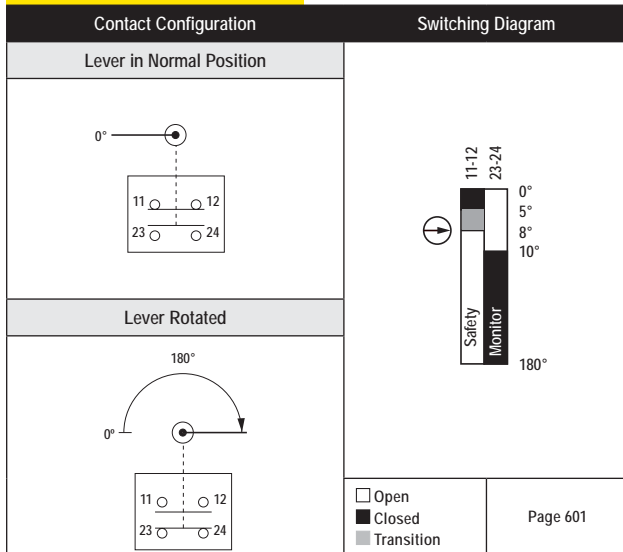 Contact Configuration
Switching Diagram
Lever in Normal Position
0°
11 12
23 24
Lever Rotated
180°
0°
11 12
23 24
11-12 23-24
0°
5°
8°
10°
180°
Safety Monitor
Open
Closed
Transition
Page 601